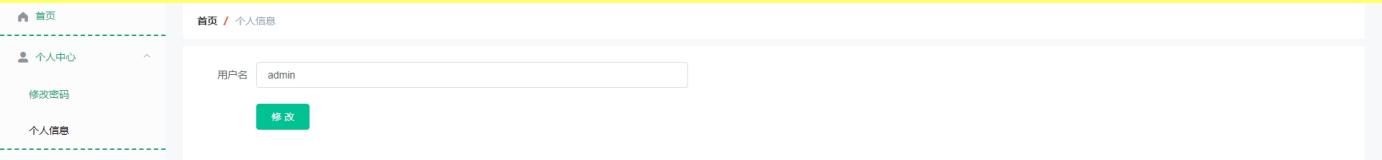 首页
个人中心
修改密码
个人信息
首页 / 个人信息
用户名 admin
修 改